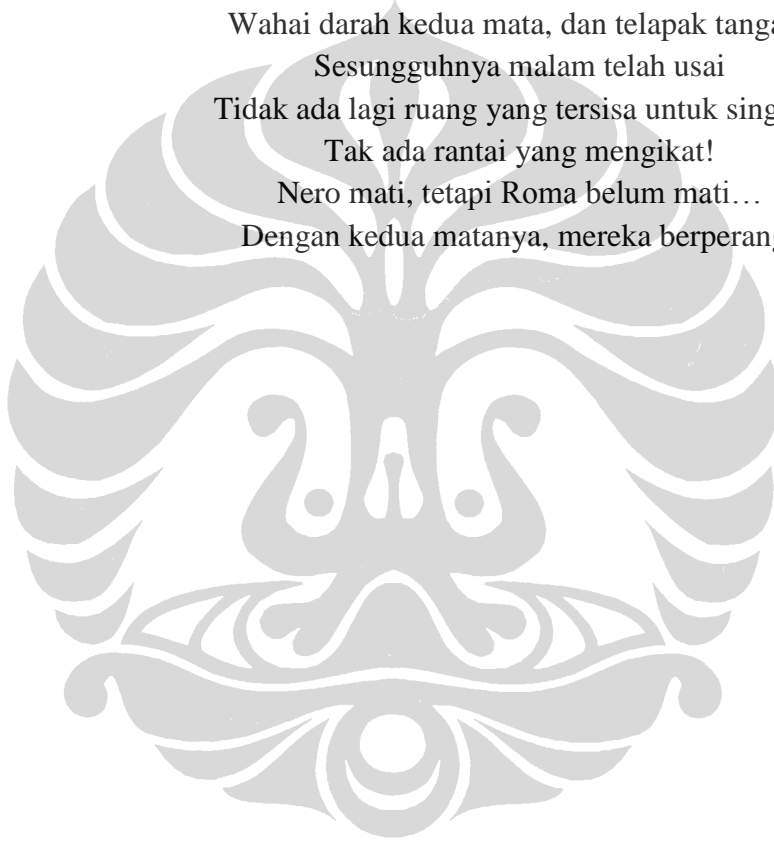 Wahai darah kedua mata, dan telapak
Sesungguhnya malam telah usai
Tidak ada lagi ruang yang tersisa untuk
Tak ada rantai yang mengikat!
Nero mati, tetapi Roma belum mati…
Dengan kedua matanya, mereka